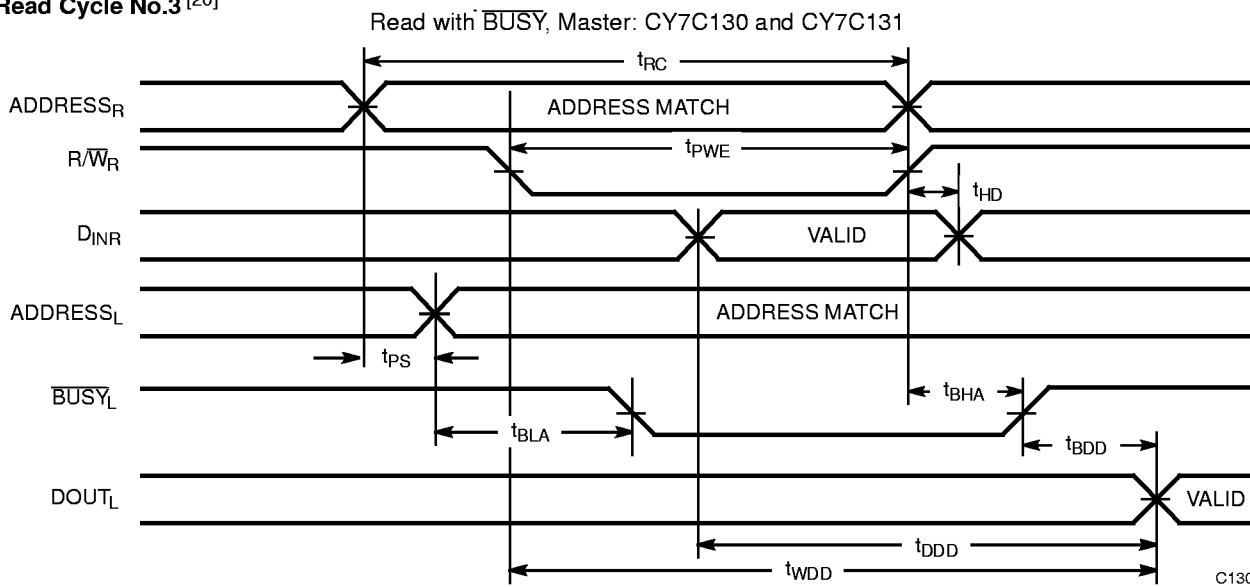 Read Cycle No.3 [20]
Read with BUSY, Master: CY7C130 and CY7C131
tRC
ADDRESSR
ADDRESS MATCH
R/WR
tPWE
tHD
DINR
VALID
ADDRESSL
ADDRESS MATCH
tPS
BUSYL
tBHA
tBLA
tBDD
DOUTL
VALID
tDDD
tWDD
C130